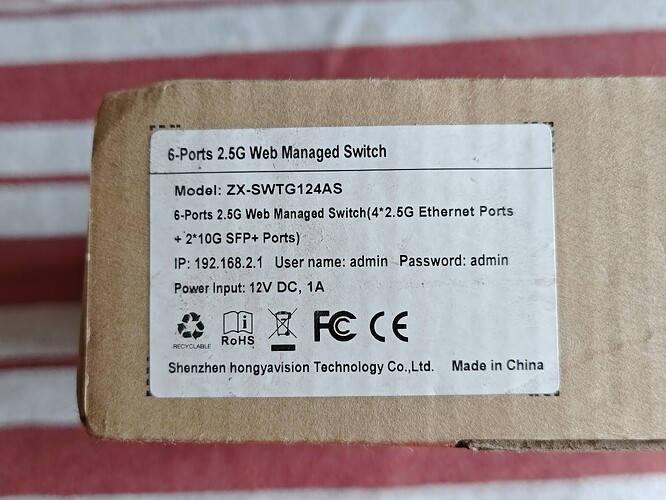 6-Ports 2.5G Web Managed Switch
Model: ZX-SWTG124AS
6-Ports 2.5G Web Managed Switch(4*2.5G Ethernet Ports
+ 2*10G SFP+ Ports)
IP: 192.168.2.1 User name: admin Password: admin
Power Input: 12V DC, 1A
RECYCLABLE RoHS FC CE
Shenzhen hongyavision Technology Co.,Ltd. Made in China